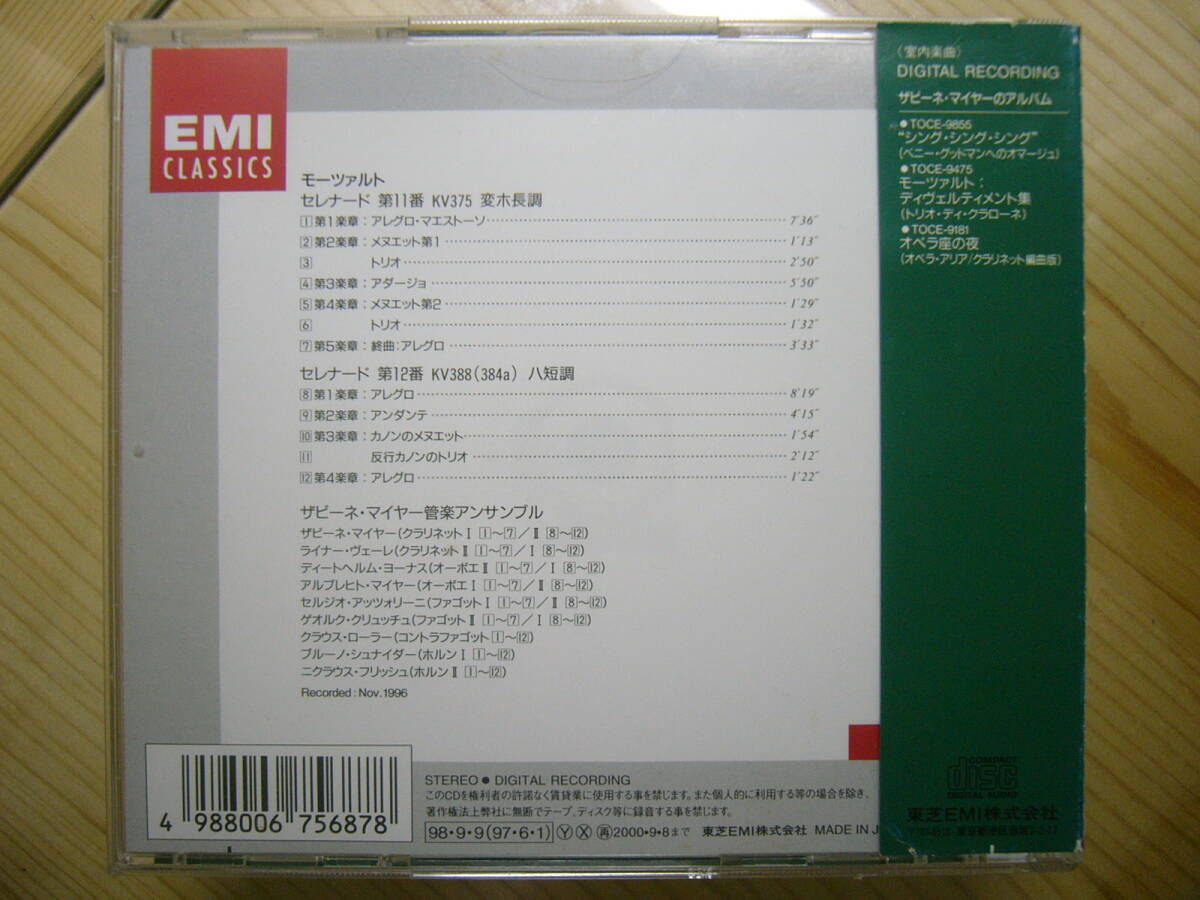 EMI
CLASSICS
モーツァルト
セレナード 第11番 KV375 変ホ長調
1 第1楽章：アレグロ・マエストーソ 7'36"
2 第2楽章：メヌエット第1 1'13"
3 トリオ 2'50"
4 第3楽章：アダージョ 5'50"
5 第4楽章：メヌエット第2 1'29"
6 トリオ 1'32"
7 第5楽章：終曲：アレグロ 3'33"
セレナード 第12番 KV388(384a) ハ短調
8 第1楽章：アレグロ 8'19"
9 第2楽章：アンダンテ 4'15"
10 第3楽章：カノンのメヌエット 1'54"
11 反行カノンのトリオ 2'12"
12 第4楽章：アレグロ 1'22"
ザビーネ・マイヤー管楽アンサンブル
ザビーネ・マイヤー(クラリネットⅠ 1～7／Ⅱ 8～12)
ライナー・ヴェーレ(クラリネットⅡ 1～7／Ⅰ 8～12)
ディートヘルム・ヨーナス(オーボエⅡ 1～7／Ⅰ 8～12)
アルブレヒト・マイヤー(オーボエⅠ 1～7／Ⅱ 8～12)
セルジオ・アッツォリーニ(ファゴットⅠ 1～7／Ⅱ 8～12)
ゲオルク・クリュッチュ(ファゴットⅡ 1～7／Ⅰ 8～12)
クラウス・ローラー(コントラファゴット 1～12)
ブルーノ・シュナイダー(ホルンⅠ 1～12)
ニクラウス・フリッシュ(ホルンⅡ 1～12)
Recorded : Nov. 1996
4 988006 756878
STEREO ● DIGITAL RECORDING
このCDを権利者の許諾なく賃貸業に使用する事を禁じます。また個人的に利用する等の場合を除き、
著作権法上弊社に無断でテープ、ディスク等に録音する事を禁じます。
98・9・9(97・6・1) Ⓨ Ⓧ 再 2000・9・8まで 東芝EMI株式会社 MADE IN J
〈室内楽曲〉
DIGITAL RECORDING
ザビーネ・マイヤーのアルバム
●TOCE-9855
“シング・シング・シング”
(ベニー・グッドマンへのオマージュ)
●TOCE-9475
モーツァルト：
ディヴェルティメント集
(トリオ・ディ・クラローネ)
●TOCE-9181
オペラ座の夜
(オペラ・アリア/クラリネット編曲版)
COMPACT
disc
DIGITAL AUDIO
東芝EMI株式会社